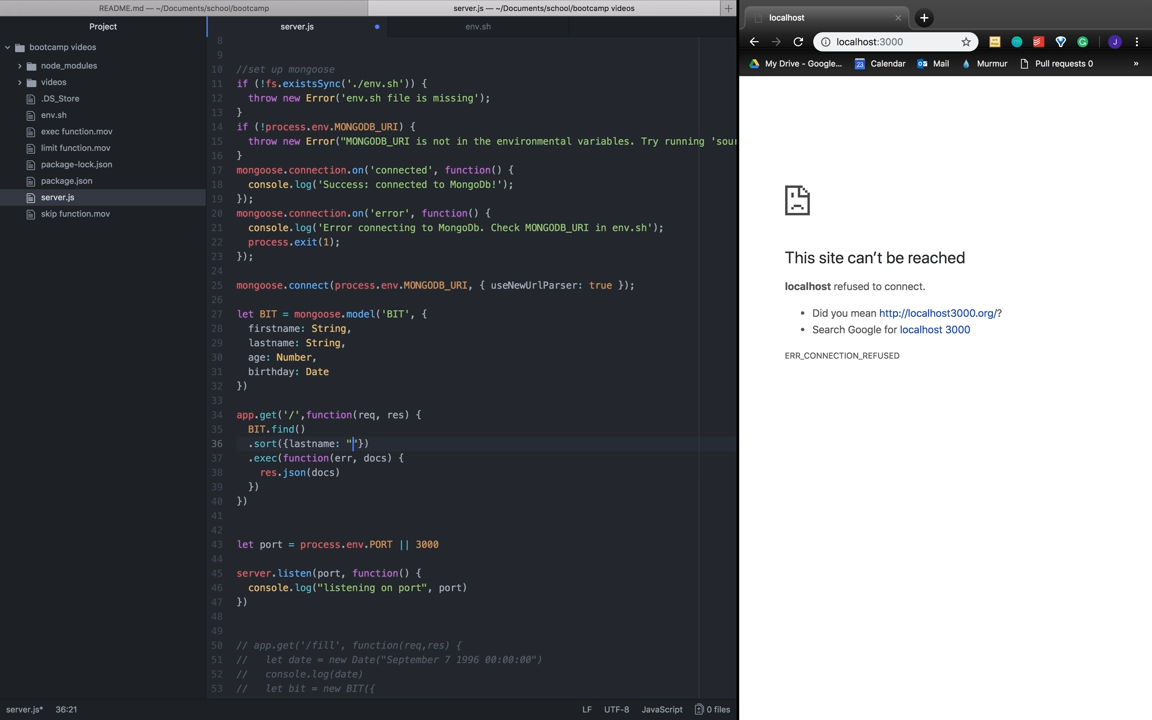 README.md — ~/Documents/school/bootcamp
server.js — ~/Documents/school/bootcamp videos
Project
bootcamp videos
node_modules
videos
.DS_Store
env.sh
exec function.mov
limit function.mov
package-lock.json
package.json
server.js
skip function.mov
server.js
env.sh
8
9
10 //set up mongoose
11 if (!fs.existsSync('./env.sh')) {
12 throw new Error('env.sh file is missing');
13 }
14 if (!process.env.MONGODB_URI) {
15 throw new Error("MONGODB_URI is not in the environmental variables. Try running 'sour
16 }
17 mongoose.connection.on('connected', function() {
18 console.log('Success: connected to MongoDb!');
19 });
20 mongoose.connection.on('error', function() {
21 console.log('Error connecting to MongoDb. Check MONGODB_URI in env.sh');
22 process.exit(1);
23 });
24
25 mongoose.connect(process.env.MONGODB_URI, { useNewUrlParser: true });
26
27 let BIT = mongoose.model('BIT', {
28 firstname: String,
29 lastname: String,
30 age: Number,
31 birthday: Date
32 })
33
34 app.get('/',function(req, res) {
35 BIT.find()
36 .sort({lastname: ""})
37 .exec(function(err, docs) {
38 res.json(docs)
39 })
40 })
41
42
43 let port = process.env.PORT || 3000
44
45 server.listen(port, function() {
46 console.log("listening on port", port)
47 })
48
49
50 // app.get('/fill', function(req,res) {
51 // let date = new Date("September 7 1996 00:00:00")
52 // console.log(date)
53 // let bit = new BIT({
server.js* 36:21
LF UTF-8 JavaScript 0 files
localhost
localhost:3000
J
My Drive - Google... Calendar Mail Murmur Pull requests 0 »
This site can't be reached
localhost refused to connect.
• Did you mean http://localhost3000.org/?
• Search Google for localhost 3000
ERR_CONNECTION_REFUSED